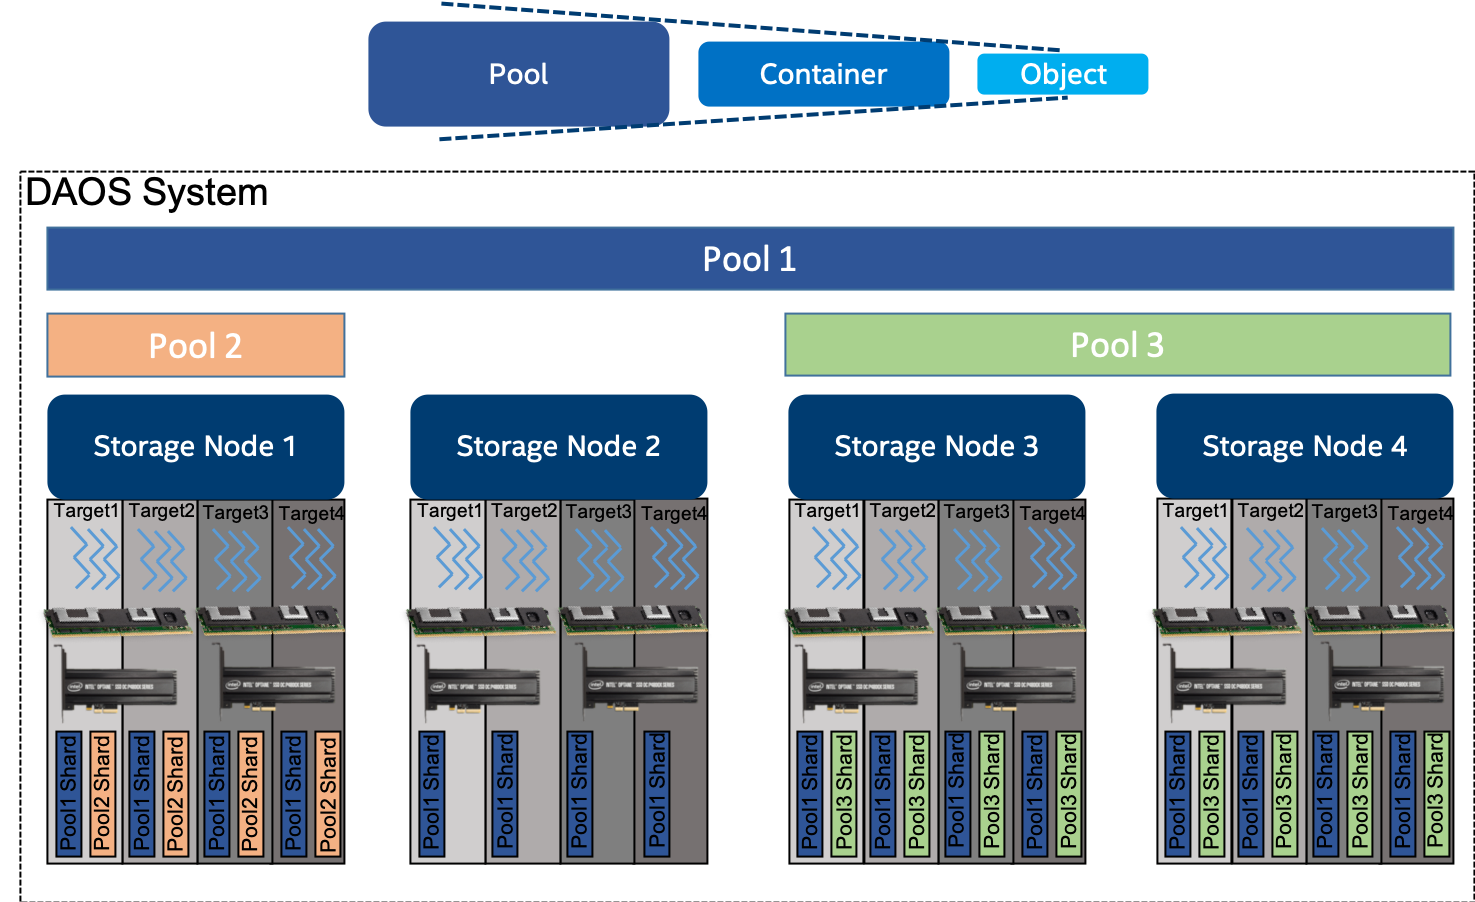 Pool
Container
Object
DAOS System
Pool 1
Pool 2
Pool 3
Storage Node 1
Storage Node 2
Storage Node 3
Storage Node 4
Target1
Target2
Target3
Target4
Target1
Target2
Target3
Target4
Target1
Target2
Target3
Target4
Target1
Target2
Target3
Target4
Pool1 Shard
Pool2 Shard
Pool1 Shard
Pool2 Shard
Pool1 Shard
Pool2 Shard
Pool1 Shard
Pool2 Shard
Pool1 Shard
Pool1 Shard
Pool1 Shard
Pool1 Shard
Pool1 Shard
Pool3 Shard
Pool1 Shard
Pool3 Shard
Pool1 Shard
Pool3 Shard
Pool1 Shard
Pool3 Shard
Pool1 Shard
Pool3 Shard
Pool1 Shard
Pool3 Shard
Pool1 Shard
Pool3 Shard
Pool1 Shard
Pool3 Shard